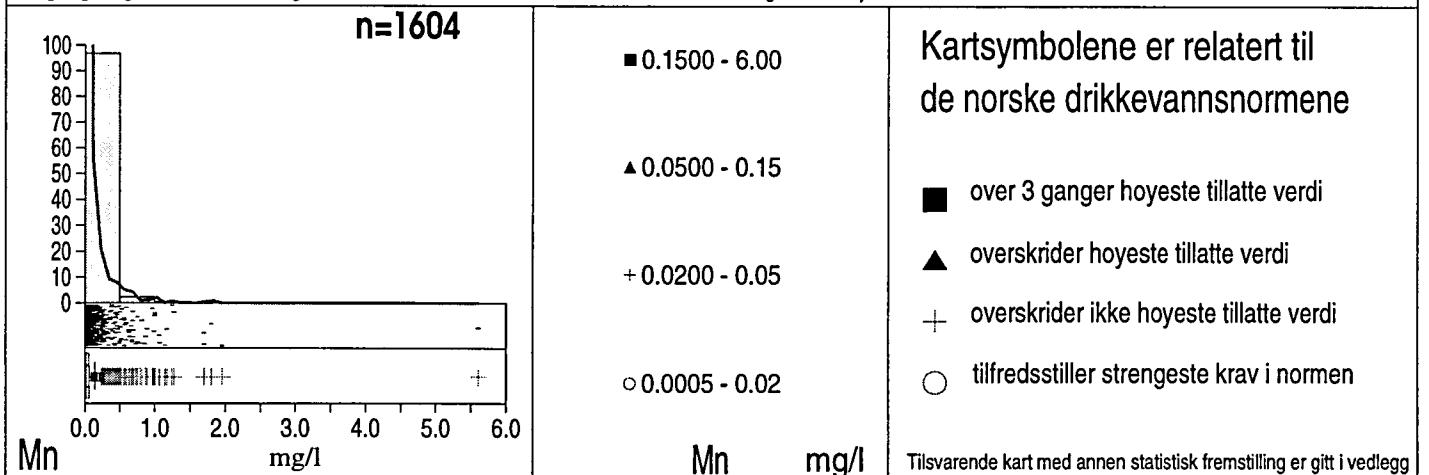 n=1604
100
90
80
70
60
50
40
30
20
10
0
0.0 1.0 2.0 3.0 4.0 5.0 6.0
Mn mg/l
■ 0.1500 - 6.00
▲ 0.0500 - 0.15
+ 0.0200 - 0.05
○ 0.0005 - 0.02
Mn mg/l
Kartsymbolene er relatert til
de norske drikkevannsnormene
■ over 3 ganger hoyeste tillatte verdi
▲ overskrider hoyeste tillatte verdi
+ overskrider ikke hoyeste tillatte verdi
○ tilfredsstiller strengeste krav i normen
Tilsvarende kart med annen statistisk fremstilling er gitt i vedlegg